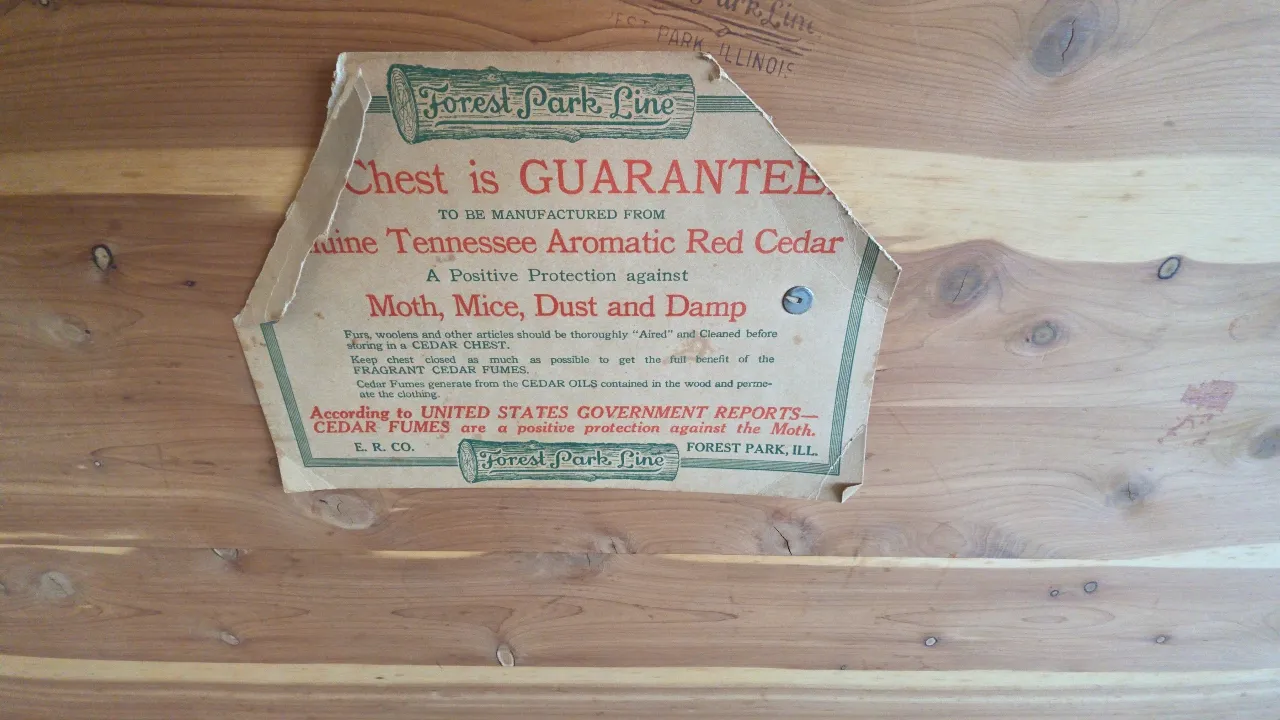 Park Line
PARK, ILLINOIS
Forest Park Line
Chest is GUARANTEE
TO BE MANUFACTURED FROM
uine Tennessee Aromatic Red Cedar
A Positive Protection against
Moth, Mice, Dust and Damp
Furs, woolens and other articles should be thoroughly "Aired" and Cleaned before
storing in a CEDAR CHEST.
Keep chest closed as much as possible to get the full benefit of the
FRAGRANT CEDAR FUMES.
Cedar Fumes generate from the CEDAR OILS contained in the wood and perme-
ate the clothing.
According to UNITED STATES GOVERNMENT REPORTS—
CEDAR FUMES are a positive protection against the Moth.
E. R. CO. Forest Park Line FOREST PARK, ILL.